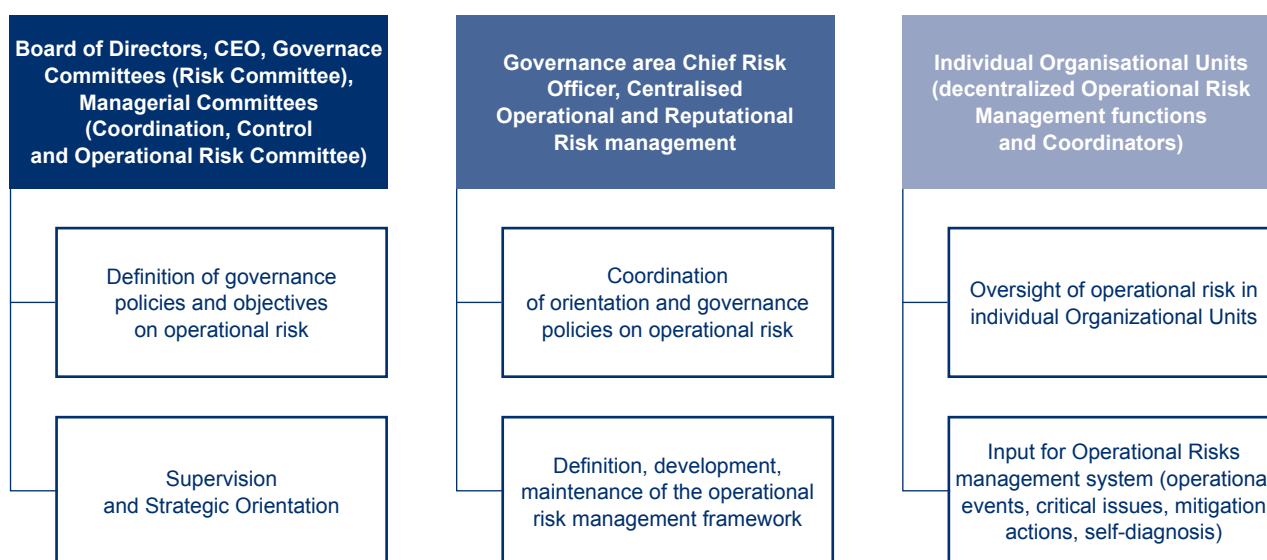 Board of Directors, CEO, Governace
Committees (Risk Committee),
Managerial Committees
(Coordination, Control
and Operational Risk Committee)
Definition of governance
policies and objectives
on operational risk
Supervision
and Strategic Orientation
Governance area Chief Risk
Officer, Centralised
Operational and Reputational
Risk management
Coordination
of orientation and governance
policies on operational risk
Definition, development,
maintenance of the operational
risk management framework
Individual Organisational Units
(decentralized Operational Risk
Management functions
and Coordinators)
Oversight of operational risk in
individual Organizational Units
Input for Operational Risks
management system (operationa
events, critical issues, mitigation
actions, self-diagnosis)